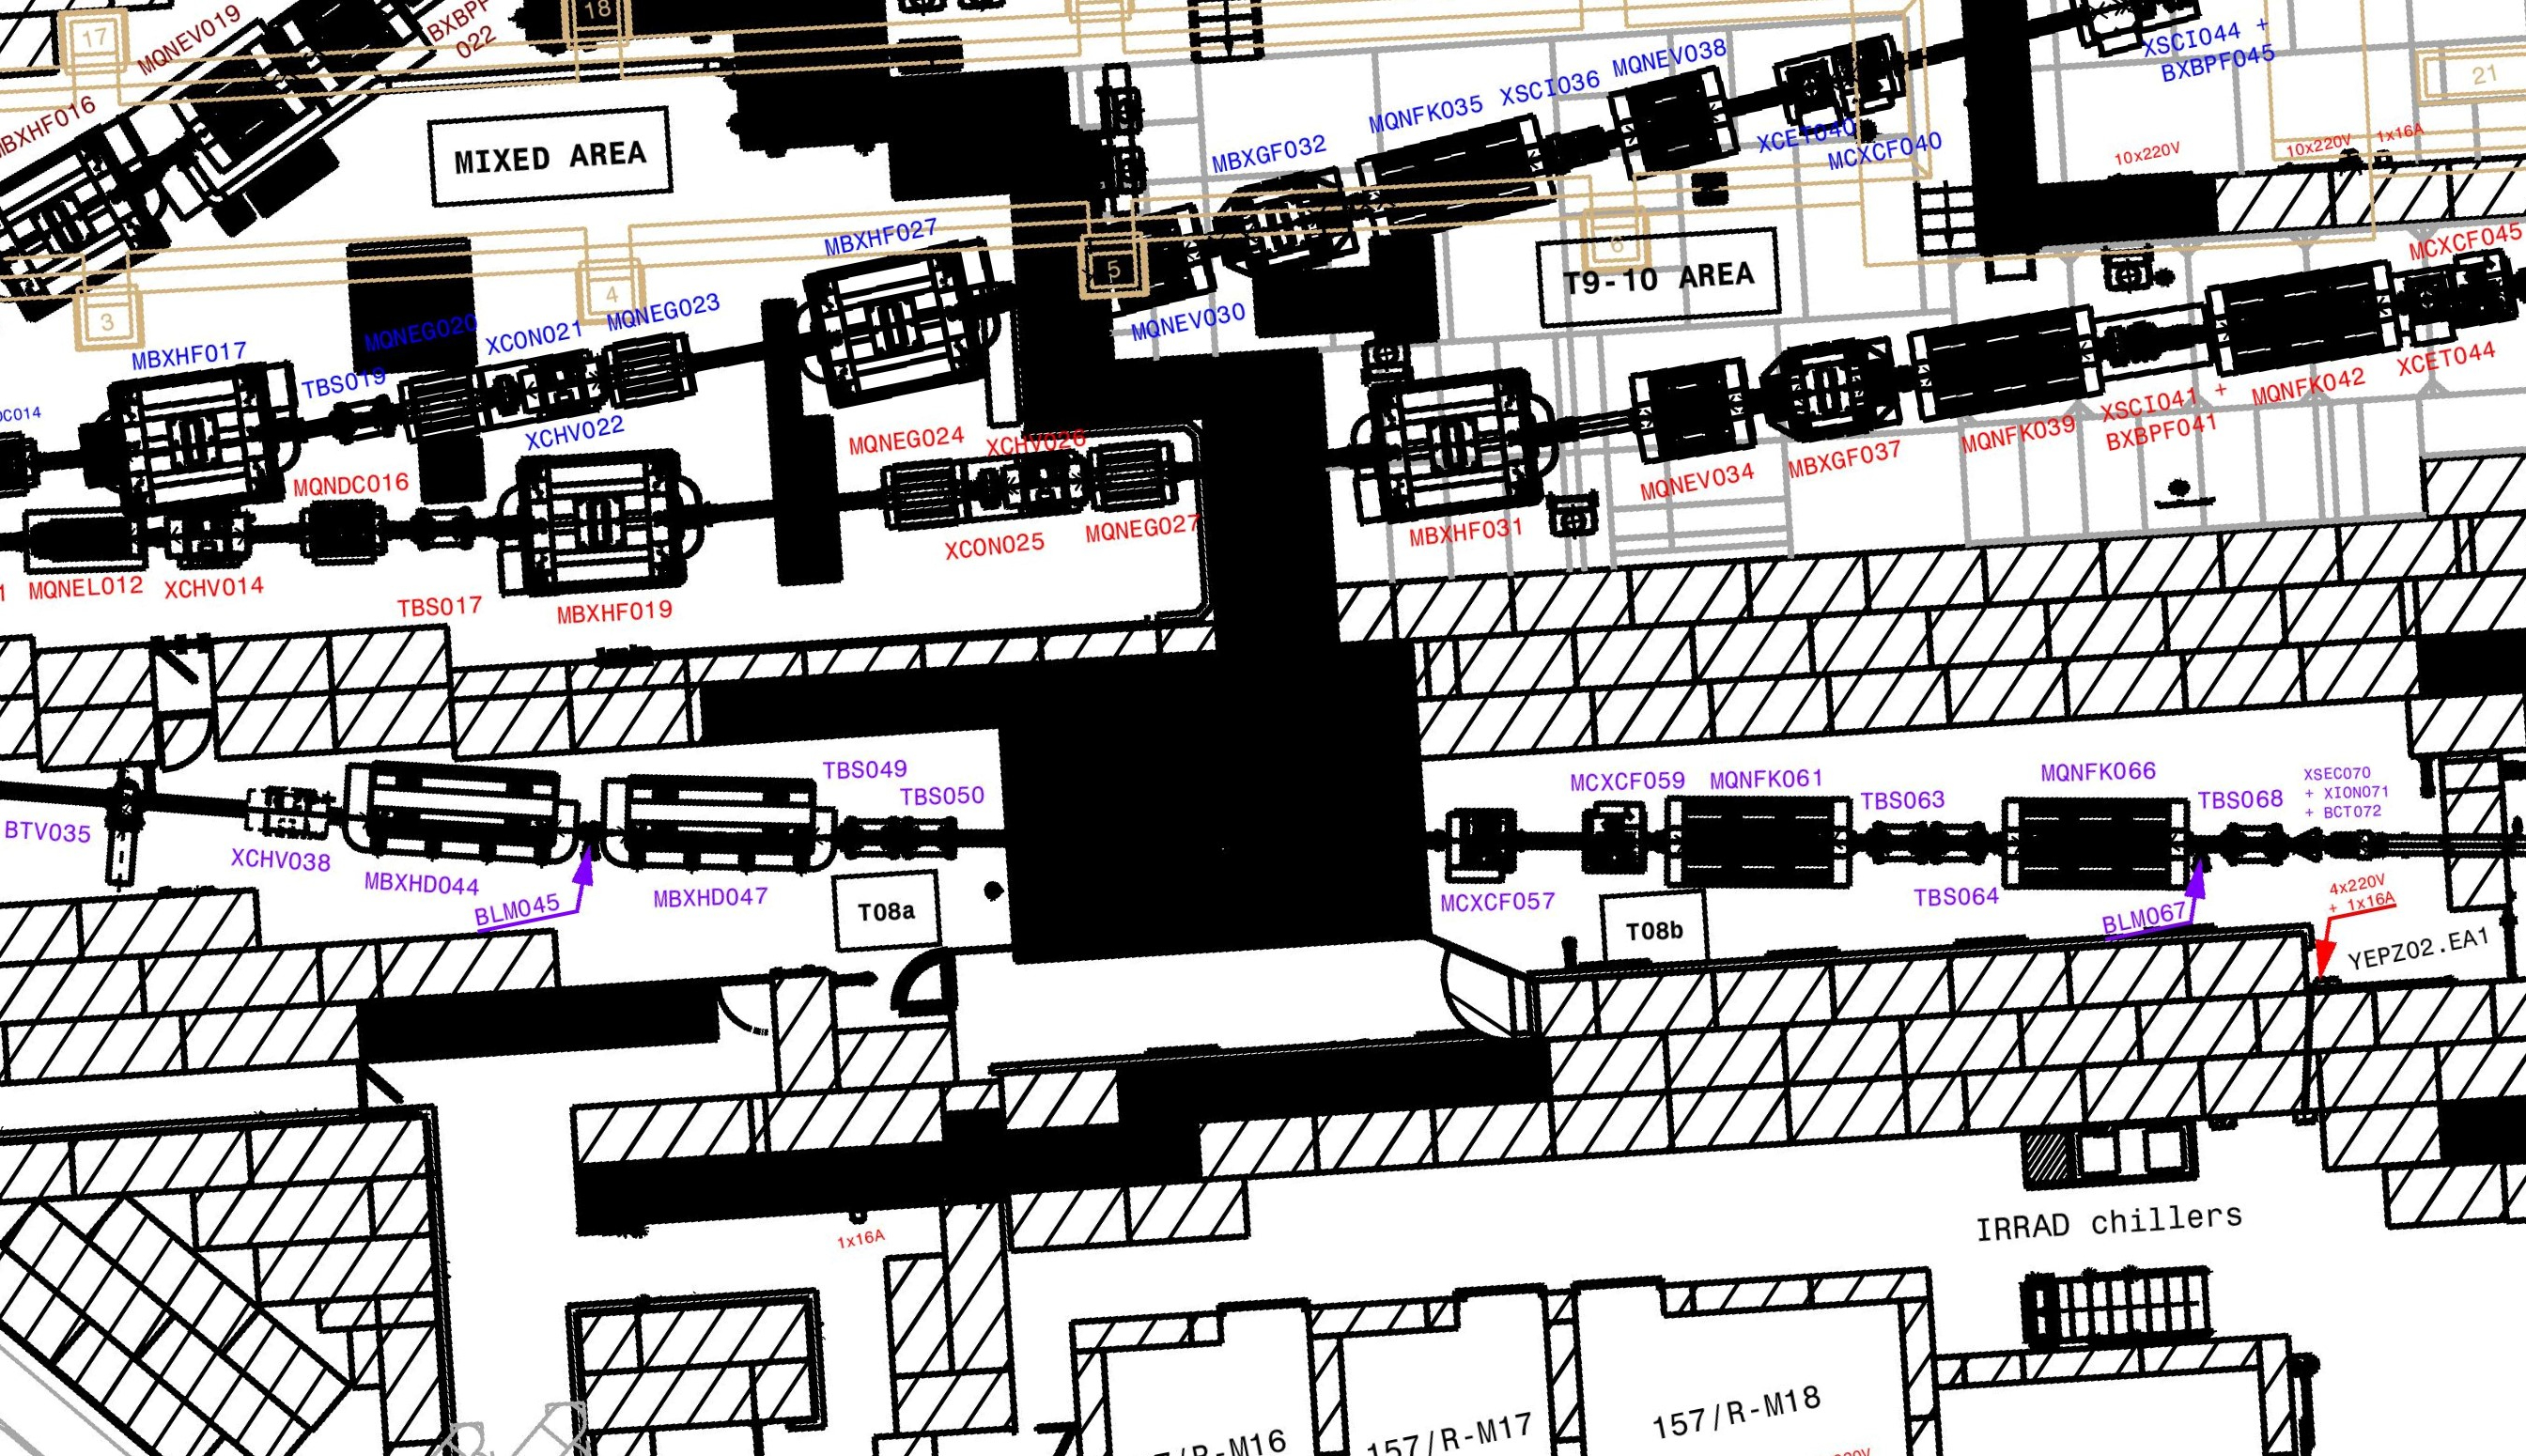 17
MQNEV019
BXBPF
022
18
MBXHF016
MIXED AREA
MBXGF032
MQNFK035
XSCI036
MQNEV038
XCET040
MCXCF040
XSCI044 +
BXBPF045
21
10x220V
10x220V
1x16A
3
4
5
6
MBXHF027
MQNEV030
T9-10 AREA
MCXCF045
MBXHF017
TBS019
MQNEG020
XCON021
MQNEG023
XCHV022
MQNDC016
MQNEG024
XCHV026
XCON025
MQNEG027
MBXHF031
MQNEV034
MBXGF037
MQNFK039
XSCI041 +
BXBPF041
MQNFK042
XCET044
MQNEL012
XCHV014
TBS017
MBXHF019
BTV035
XCHV038
MBXHD044
BLM045
MBXHD047
TBS049
TBS050
T08a
MCXCF057
MCXCF059
MQNFK061
TBS063
TBS064
MQNFK066
TBS068
XSEC070
+ XION071
+ BCT072
BLM067
T08b
4x220V
+ 1x16A
YEPZ02.EA1
1x16A
IRRAD chillers
/R-M16
157/R-M17
157/R-M18